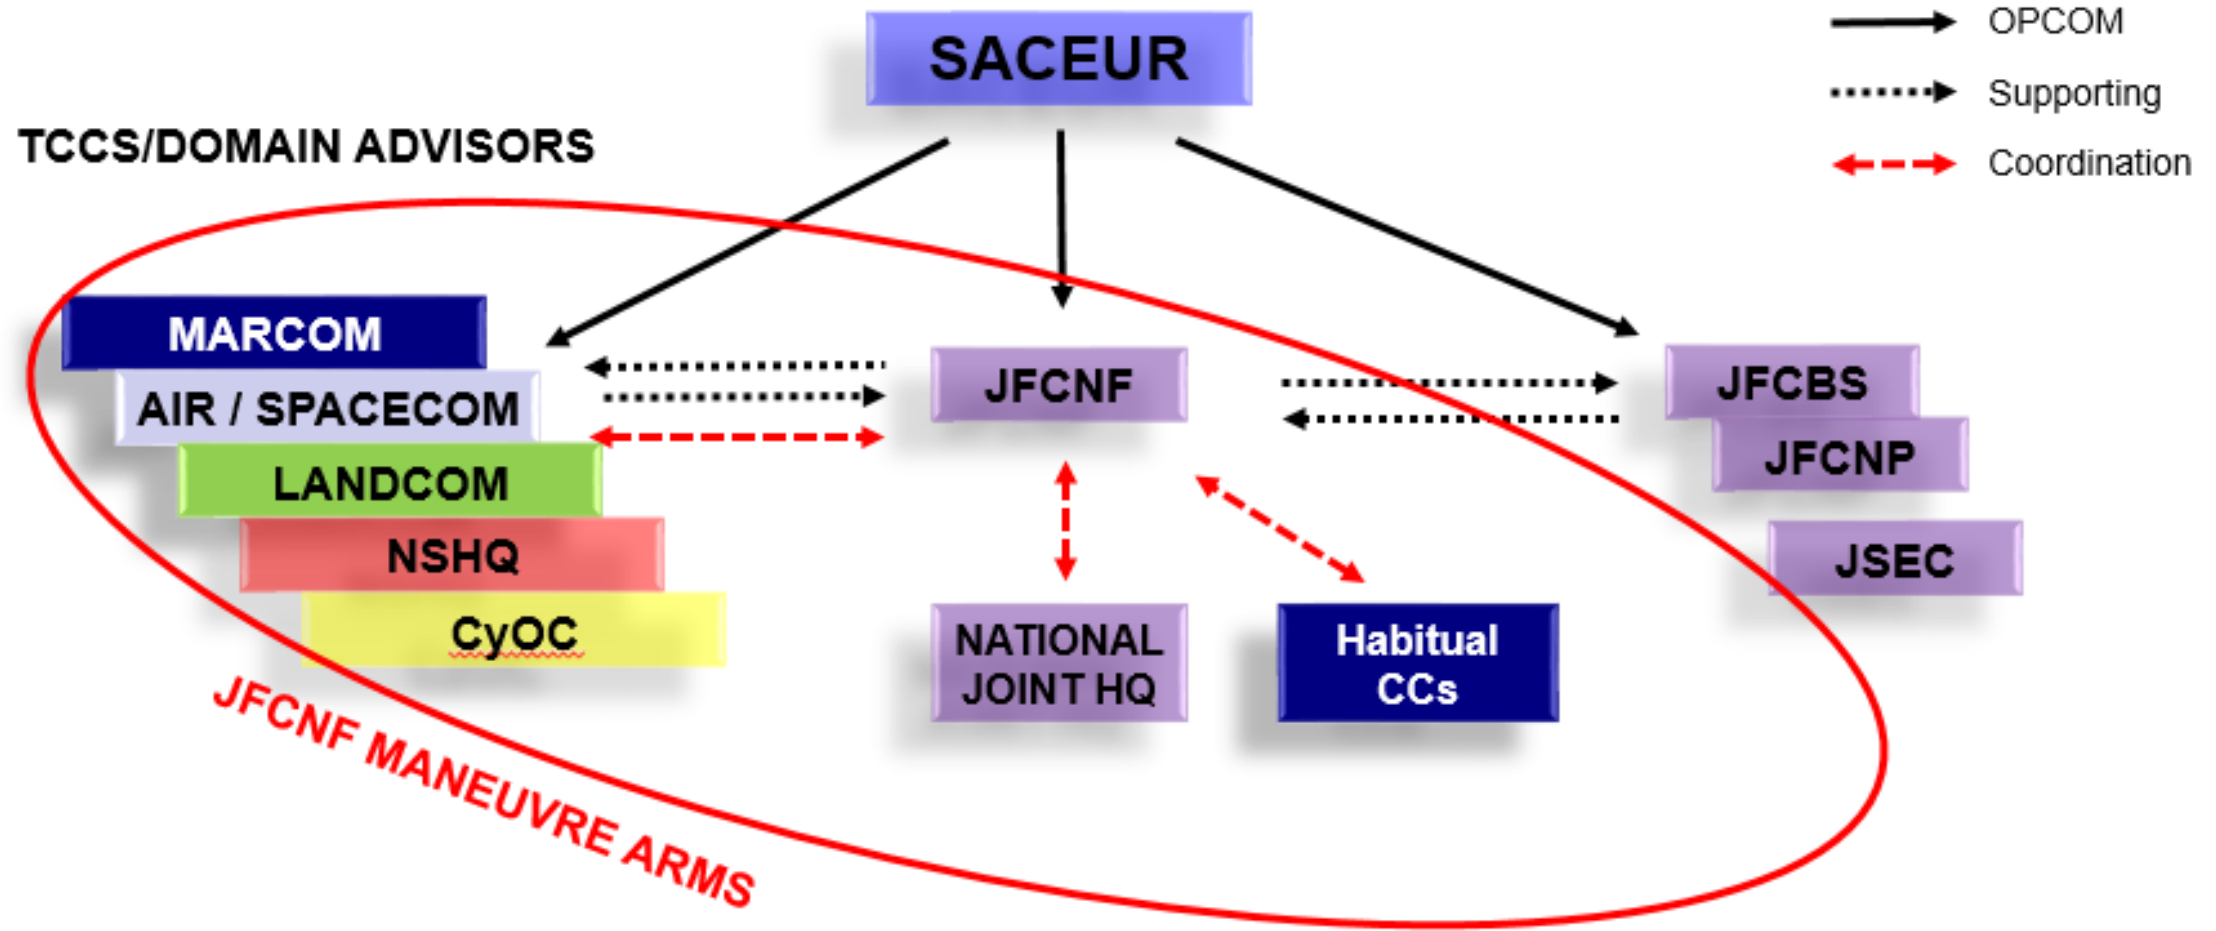 SACEUR
OPCOM
Supporting
Coordination
TCCS/DOMAIN ADVISORS
MARCOM
AIR / SPACECOM
LANDCOM
NSHQ
CyOC
JFCNF
JFCBS
JFCNP
JSEC
NATIONAL
JOINT HQ
Habitual
CCs
JFCNF MANEUVRE ARMS